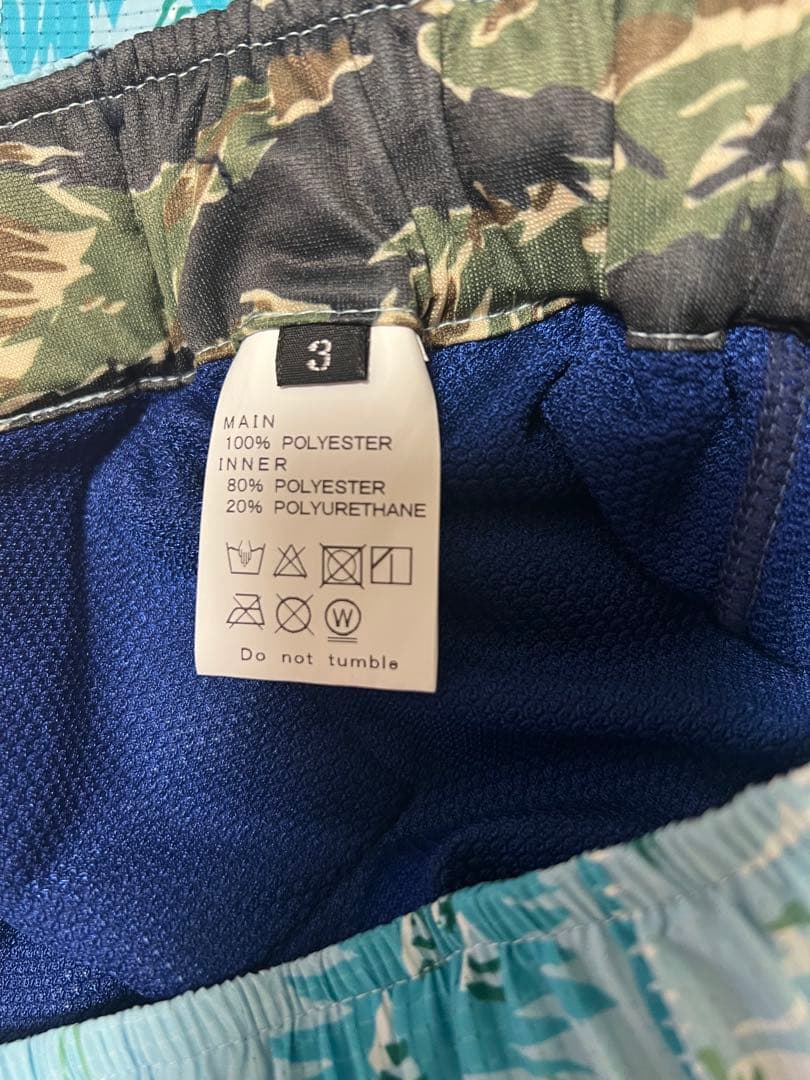 3
MAIN
100% POLYESTER
INNER
80% POLYESTER
20% POLYURETHANE
W
Do not tumble